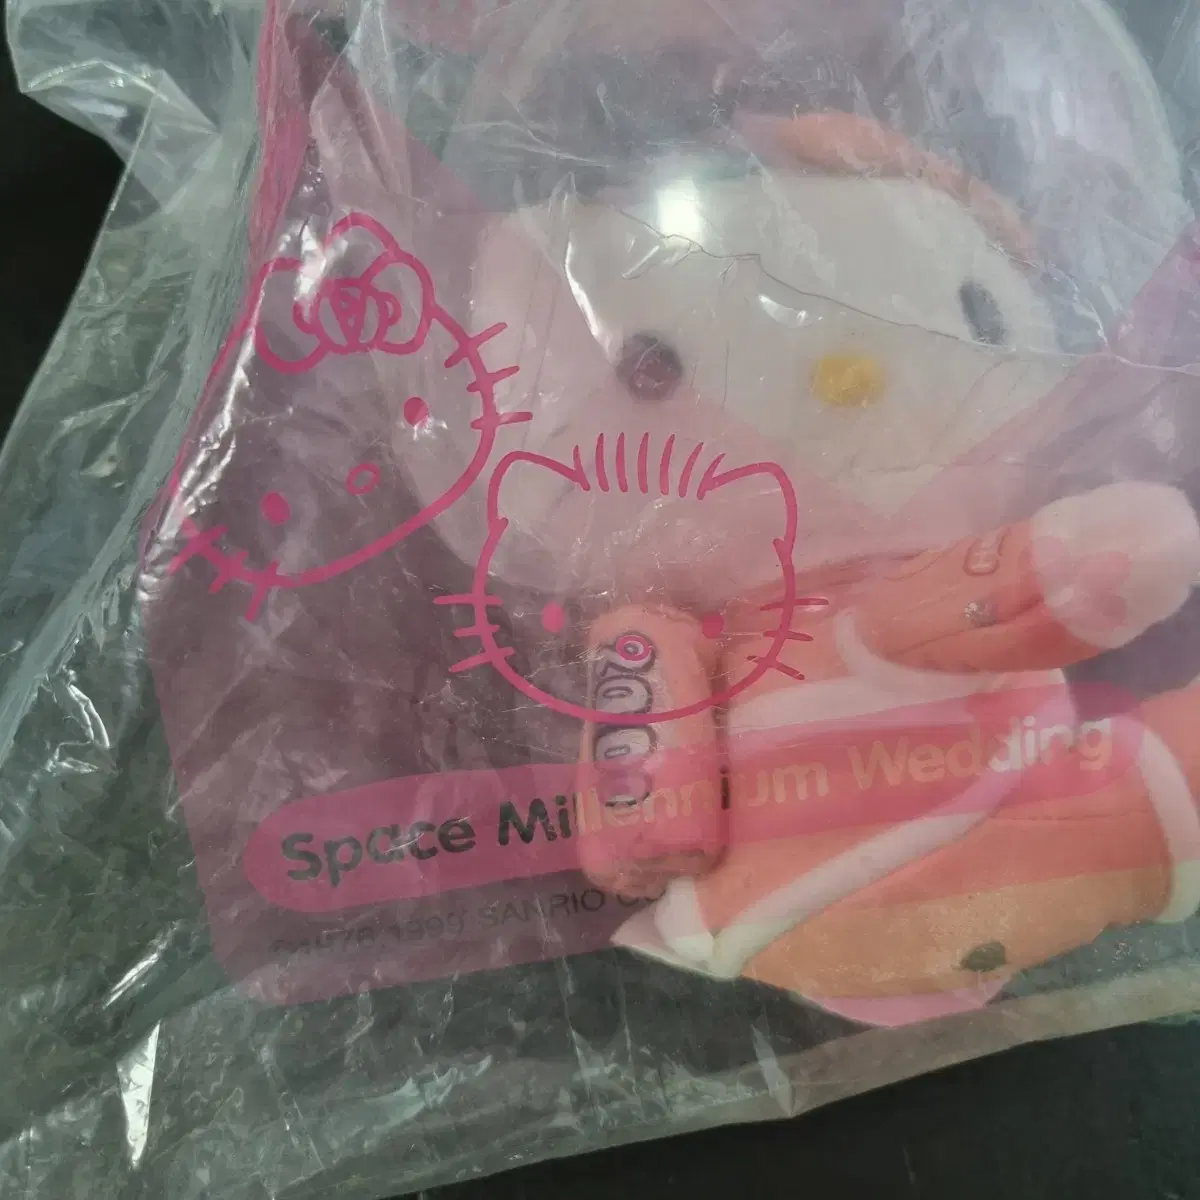 2000
Space Millennium Wedding
©1976, 1999 SANRIO CO